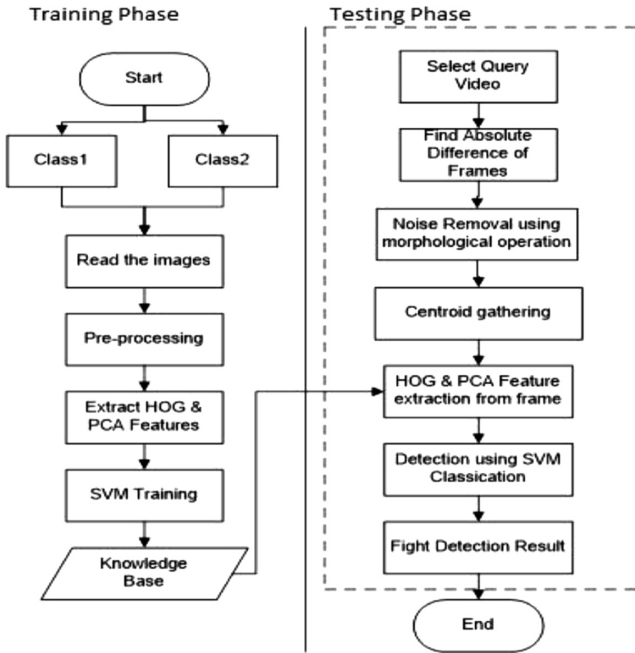 Training Phase
Start
Class1
Class2
Read the images
Pre-processing
Extract HOG &
PCA Features
SVM Training
Knowledge
Base
Testing Phase
Select Query
Video
Find Absolute
Difference of
Frames
Noise Removal using
morphological operation
Centroid gathering
HOG & PCA Feature
extraction from frame
Detection using SVM
Classication
Fight Detection Result
End